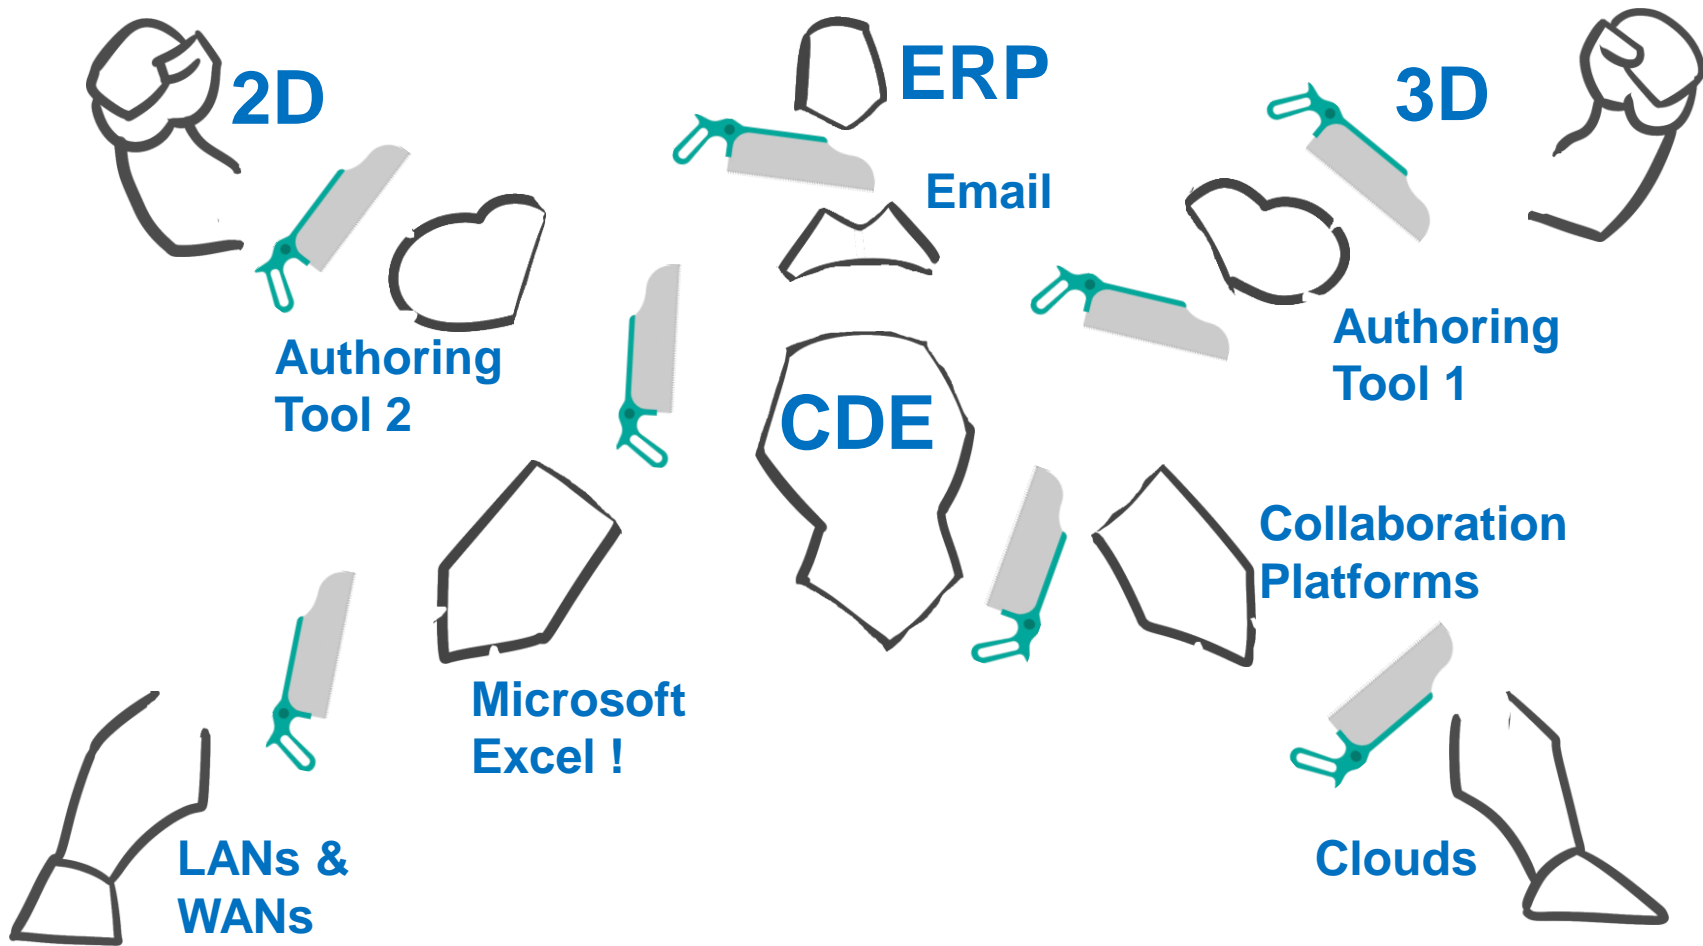 2D
ERP
3D
Email
Authoring
Tool 2
Authoring
Tool 1
CDE
Collaboration
Platforms
Microsoft
Excel !
LANs &
WANs
Clouds